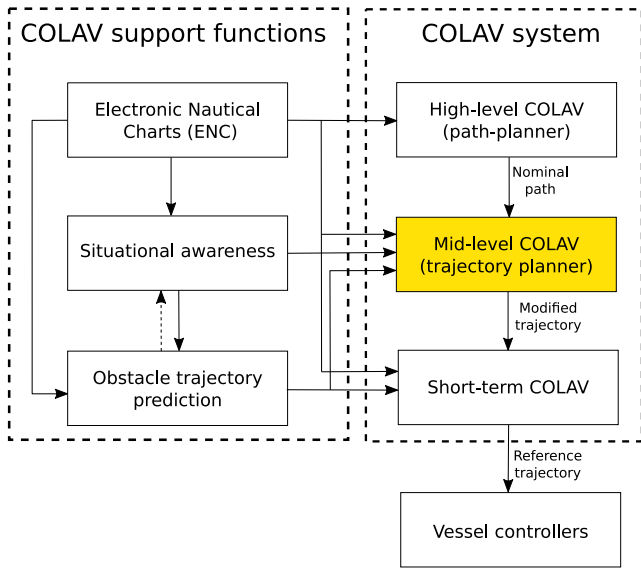 COLAV support functions
Electronic Nautical
Charts (ENC)
Situational awareness
Obstacle trajectory
prediction
COLAV system
High-level COLAV
(path-planner)
Nominal
path
Mid-level COLAV
(trajectory planner)
Modified
trajectory
Short-term COLAV
Reference
trajectory
Vessel controllers